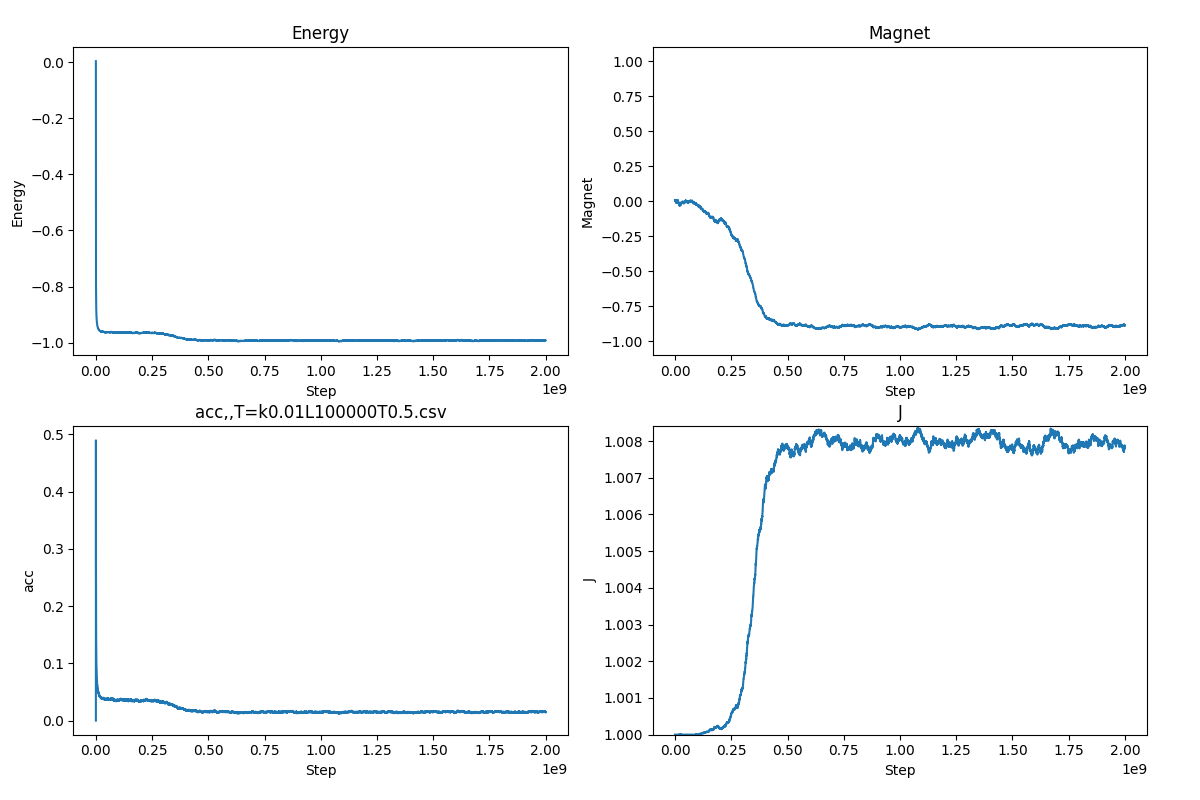 Energy
Energy
0.0
−0.2
−0.4
−0.6
−0.8
−1.0
0.00 0.25 0.50 0.75 1.00 1.25 1.50 1.75 2.00
1e9
Step
Magnet
Magnet
1.00
0.75
0.50
0.25
0.00
−0.25
−0.50
−0.75
−1.00
0.00 0.25 0.50 0.75 1.00 1.25 1.50 1.75 2.00
1e9
Step
acc,,T=k0.01L100000T0.5.csv
acc
0.5
0.4
0.3
0.2
0.1
0.0
0.00 0.25 0.50 0.75 1.00 1.25 1.50 1.75 2.00
1e9
Step
J
J
1.008
1.007
1.006
1.005
1.004
1.003
1.002
1.001
1.000
0.00 0.25 0.50 0.75 1.00 1.25 1.50 1.75 2.00
1e9
Step